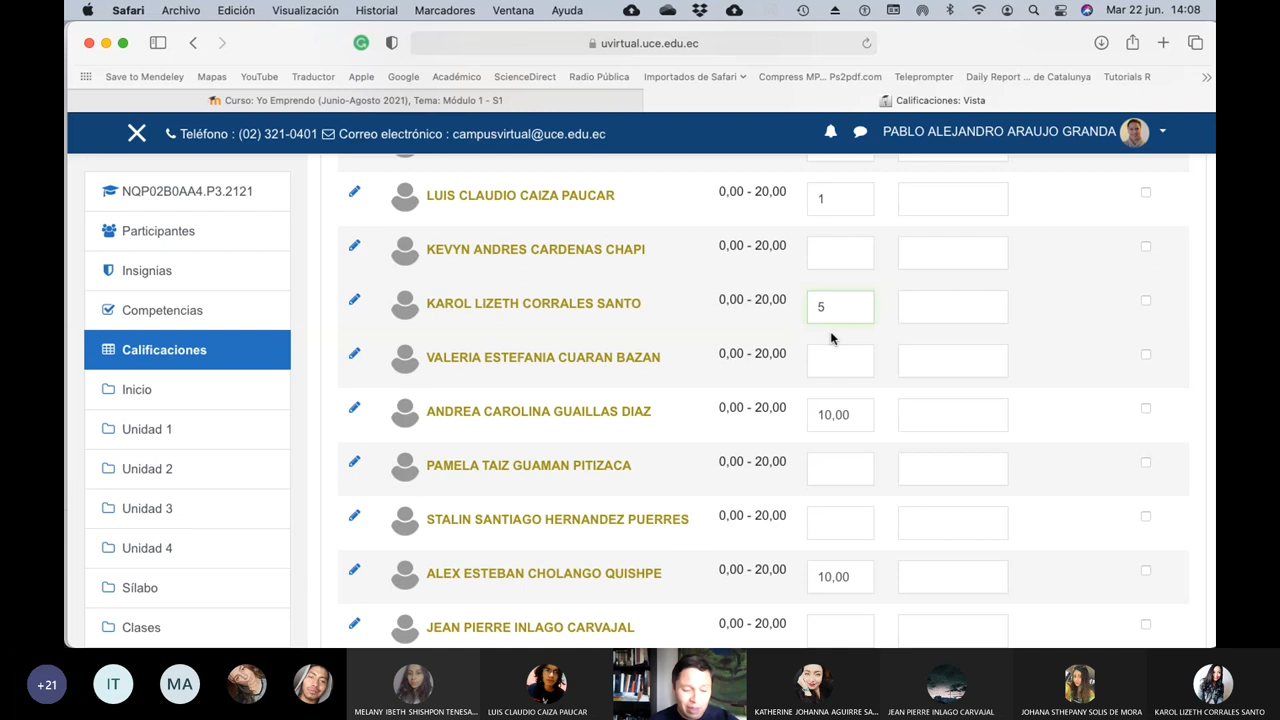 Safari Archivo Edición Visualización Historial Marcadores Ventana Ayuda Mar 22 jun. 14:08
uvirtual.uce.edu.ec
Save to Mendeley Mapas YouTube Traductor Apple Google Académico ScienceDirect Radio Pública Importados de Safari Compress MP... Ps2pdf.com Teleprompter Daily Report ... de Catalunya Tutorials R
Curso: Yo Emprendo (Junio-Agosto 2021), Tema: Módulo 1 - S1 Calificaciones: Vista
Teléfono : (02) 321-0401 Correo electrónico : campusvirtual@uce.edu.ec PABLO ALEJANDRO ARAUJO GRANDA
NQP02B0AA4.P3.2121
Participantes
Insignias
Competencias
Calificaciones
Inicio
Unidad 1
Unidad 2
Unidad 3
Unidad 4
Sílabo
Clases
LUIS CLAUDIO CAIZA PAUCAR 0,00 - 20,00 1
KEVYN ANDRES CARDENAS CHAPI 0,00 - 20,00
KAROL LIZETH CORRALES SANTO 0,00 - 20,00 5
VALERIA ESTEFANIA CUARAN BAZAN 0,00 - 20,00
ANDREA CAROLINA GUAILLAS DIAZ 0,00 - 20,00 10,00
PAMELA TAIZ GUAMAN PITIZACA 0,00 - 20,00
STALIN SANTIAGO HERNANDEZ PUERRES 0,00 - 20,00
ALEX ESTEBAN CHOLANGO QUISHPE 0,00 - 20,00 10,00
JEAN PIERRE INLAGO CARVAJAL 0,00 - 20,00
+21 IT MA
MELANY IBETH SHISHPON TENESA... LUIS CLAUDIO CAIZA PAUCAR KATHERINE JOHANNA AGUIRRE SA... JEAN PIERRE INLAGO CARVAJAL JOHANA STHEPANY SOLIS DE MORA KAROL LIZETH CORRALES SANTO